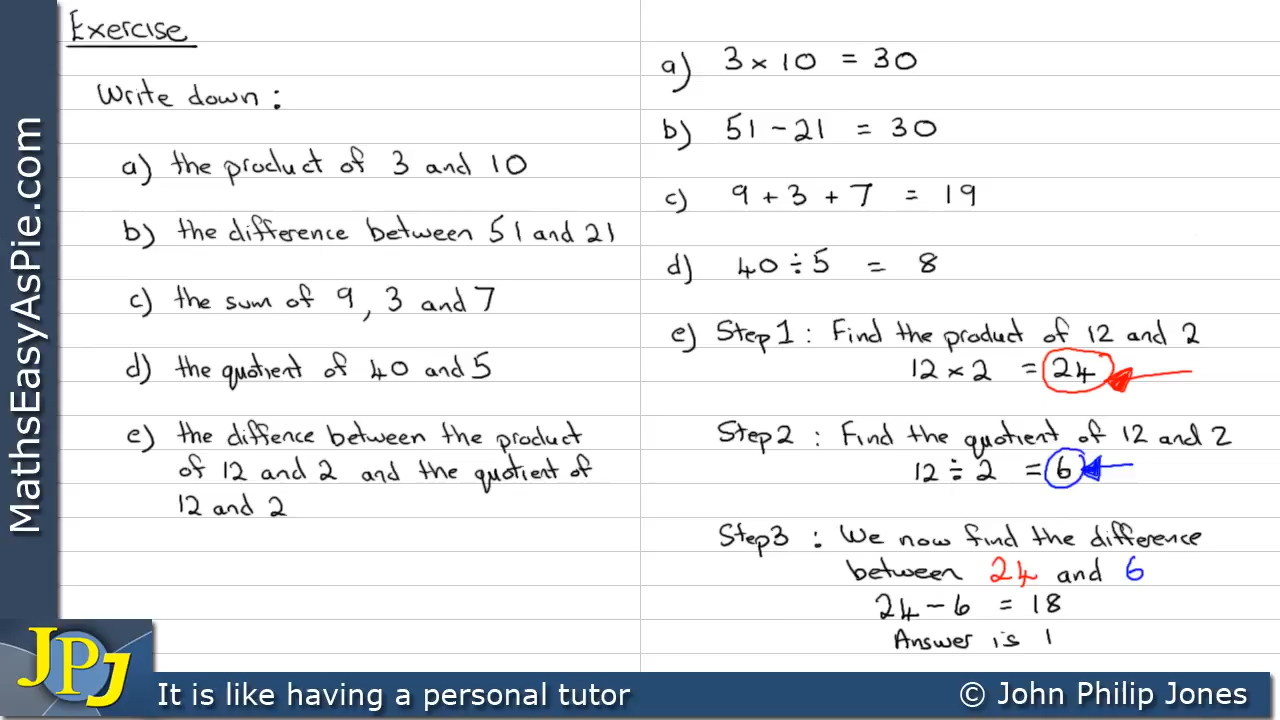 MathsEasyAsPie.com
Exercise
Write down :
a) the product of 3 and 10
b) the difference between 51 and 21
c) the sum of 9, 3 and 7
d) the quotient of 40 and 5
e) the diffence between the product
of 12 and 2 and the quotient of
12 and 2
a) 3 × 10 = 30
b) 51 - 21 = 30
c) 9 + 3 + 7 = 19
d) 40 ÷ 5 = 8
e) Step 1 : Find the product of 12 and 2
12 × 2 = 24
Step 2 : Find the quotient of 12 and 2
12 ÷ 2 = 6
Step 3 : We now find the difference
between 24 and 6
24 - 6 = 18
Answer is 1
JPJ
It is like having a personal tutor
© John Philip Jones